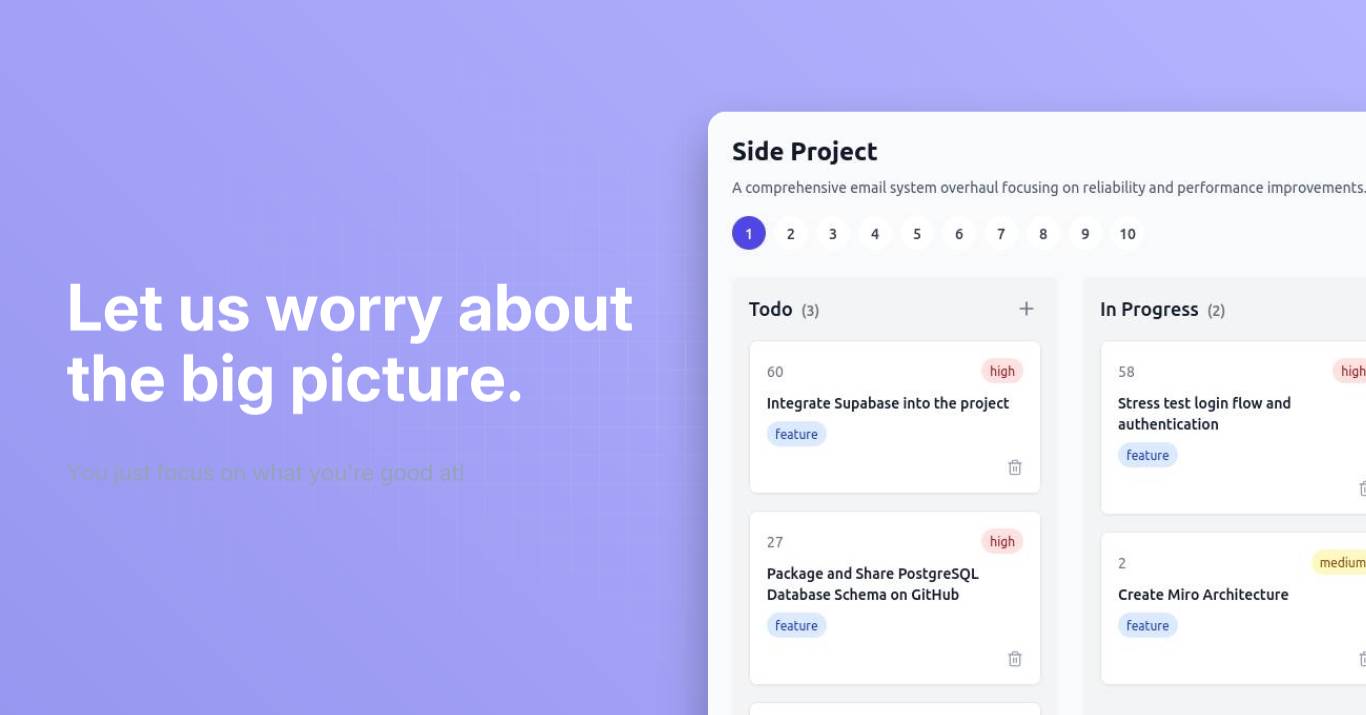 Let us worry about
the big picture.
You just focus on what you're good at!
Side Project
A comprehensive email system overhaul focusing on reliability and performance improvements.
1 2 3 4 5 6 7 8 9 10
Todo (3)
60 high
Integrate Supabase into the project
feature
27 high
Package and Share PostgreSQL
Database Schema on GitHub
feature
In Progress (2)
58 high
Stress test login flow and
authentication
feature
2 medium
Create Miro Architecture
feature